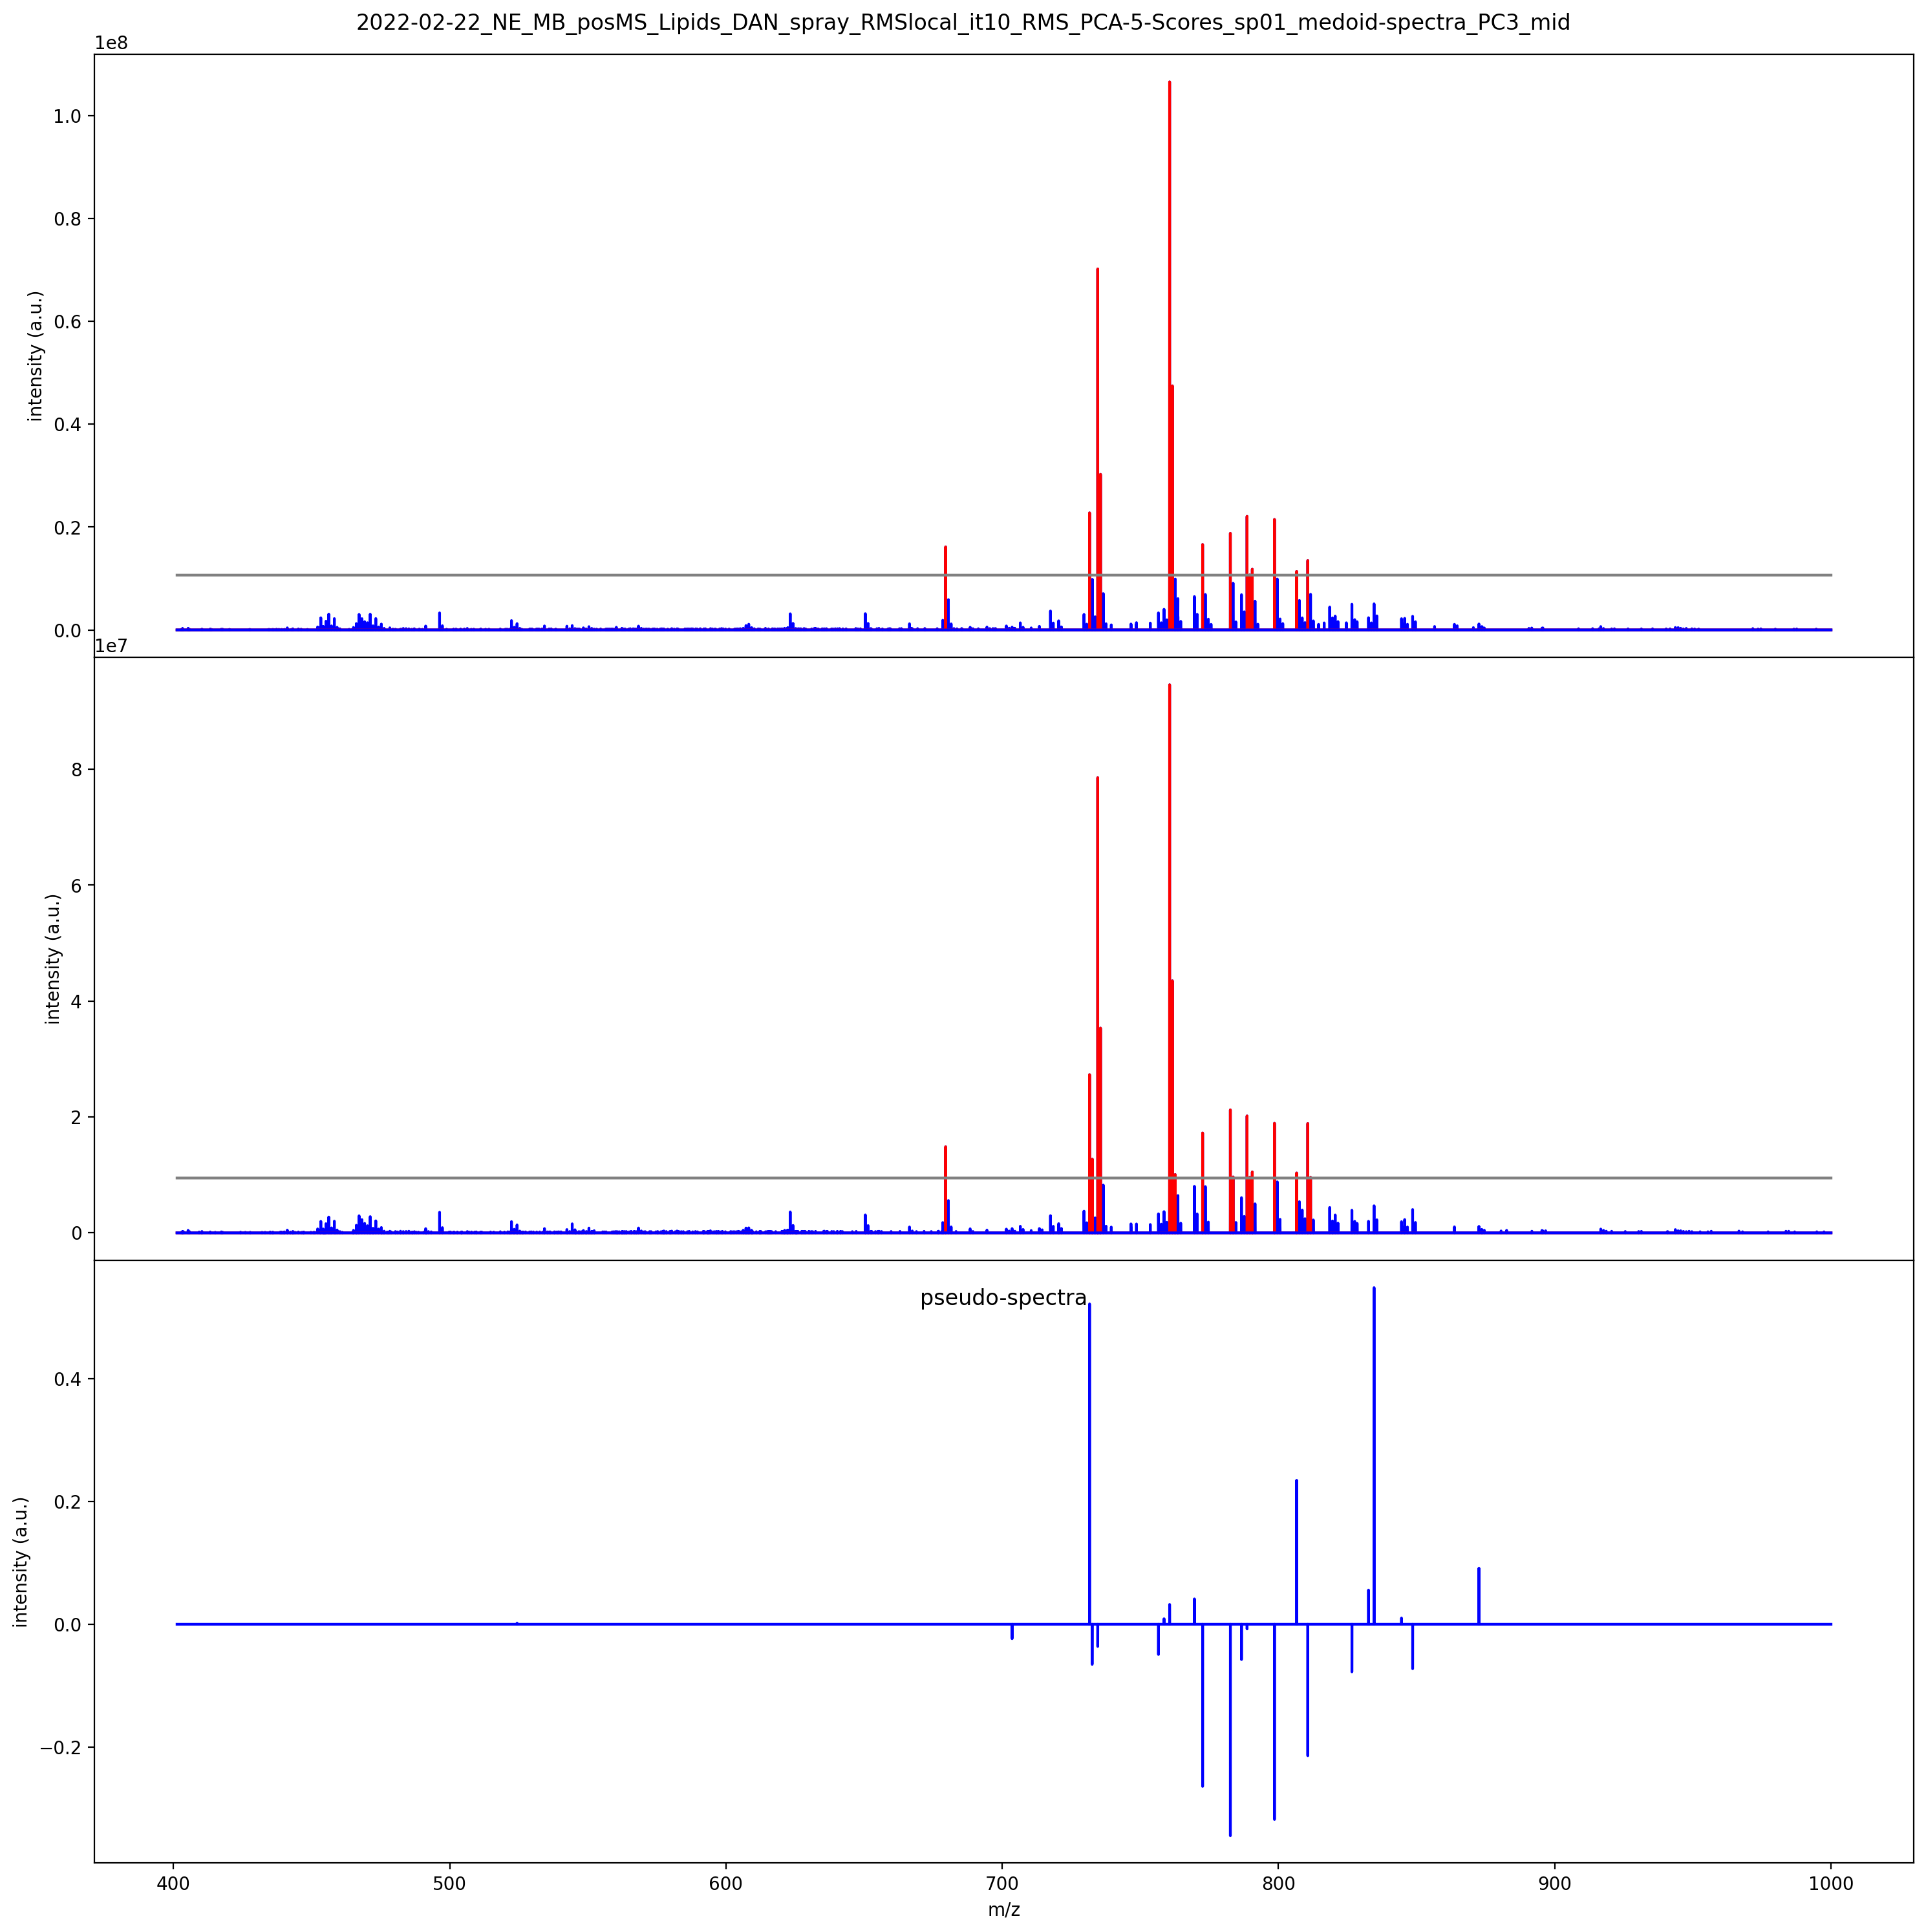 2022-02-22_NE_MB_posMS_Lipids_DAN_spray_RMSlocal_it10_RMS_PCA-5-Scores_sp01_medoid-spectra_PC3_mid
1e8
1.0
0.8
0.6
0.4
0.2
0.0
intensity (a.u.)
1e7
8
6
4
2
0
intensity (a.u.)
pseudo-spectra
0.4
0.2
0.0
−0.2
intensity (a.u.)
400 500 600 700 800 900 1000
m/z